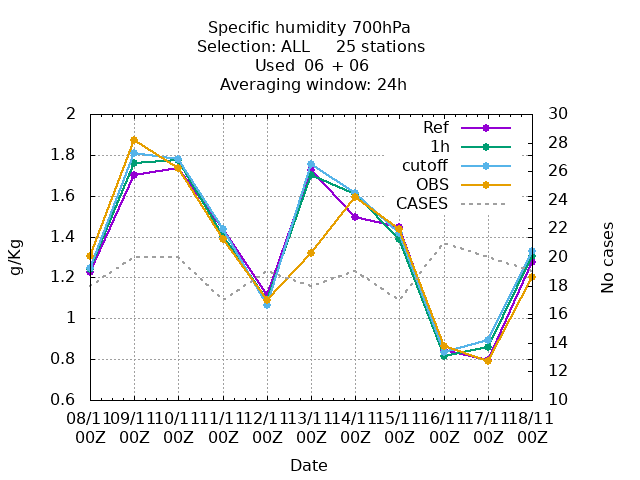 Specific humidity 700hPa
Selection: ALL 25 stations
Used 06 + 06
Averaging window: 24h
2
1.8
1.6
1.4
1.2
1
0.8
0.6
g/Kg
30
28
26
24
22
20
18
16
14
12
10
No cases
Ref
1h
cutoff
OBS
CASES
08/11 09/11 10/11 11/11 12/11 13/11 14/11 15/11 16/11 17/11 18/11
00Z 00Z 00Z 00Z 00Z 00Z 00Z 00Z 00Z 00Z 00Z
Date